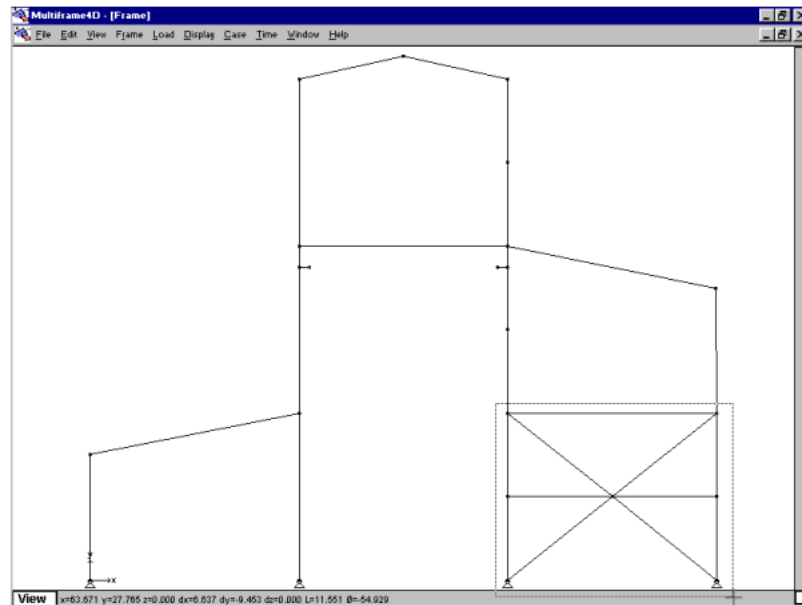 Multiframe4D - [Frame]
File Edit View Frame Load Display Case Time Window Help
x
View x=63.671 y=27.765 z=0.000 dx=6.637 dy=-9.453 dz=0.000 L=11.551 Ø=-54.929